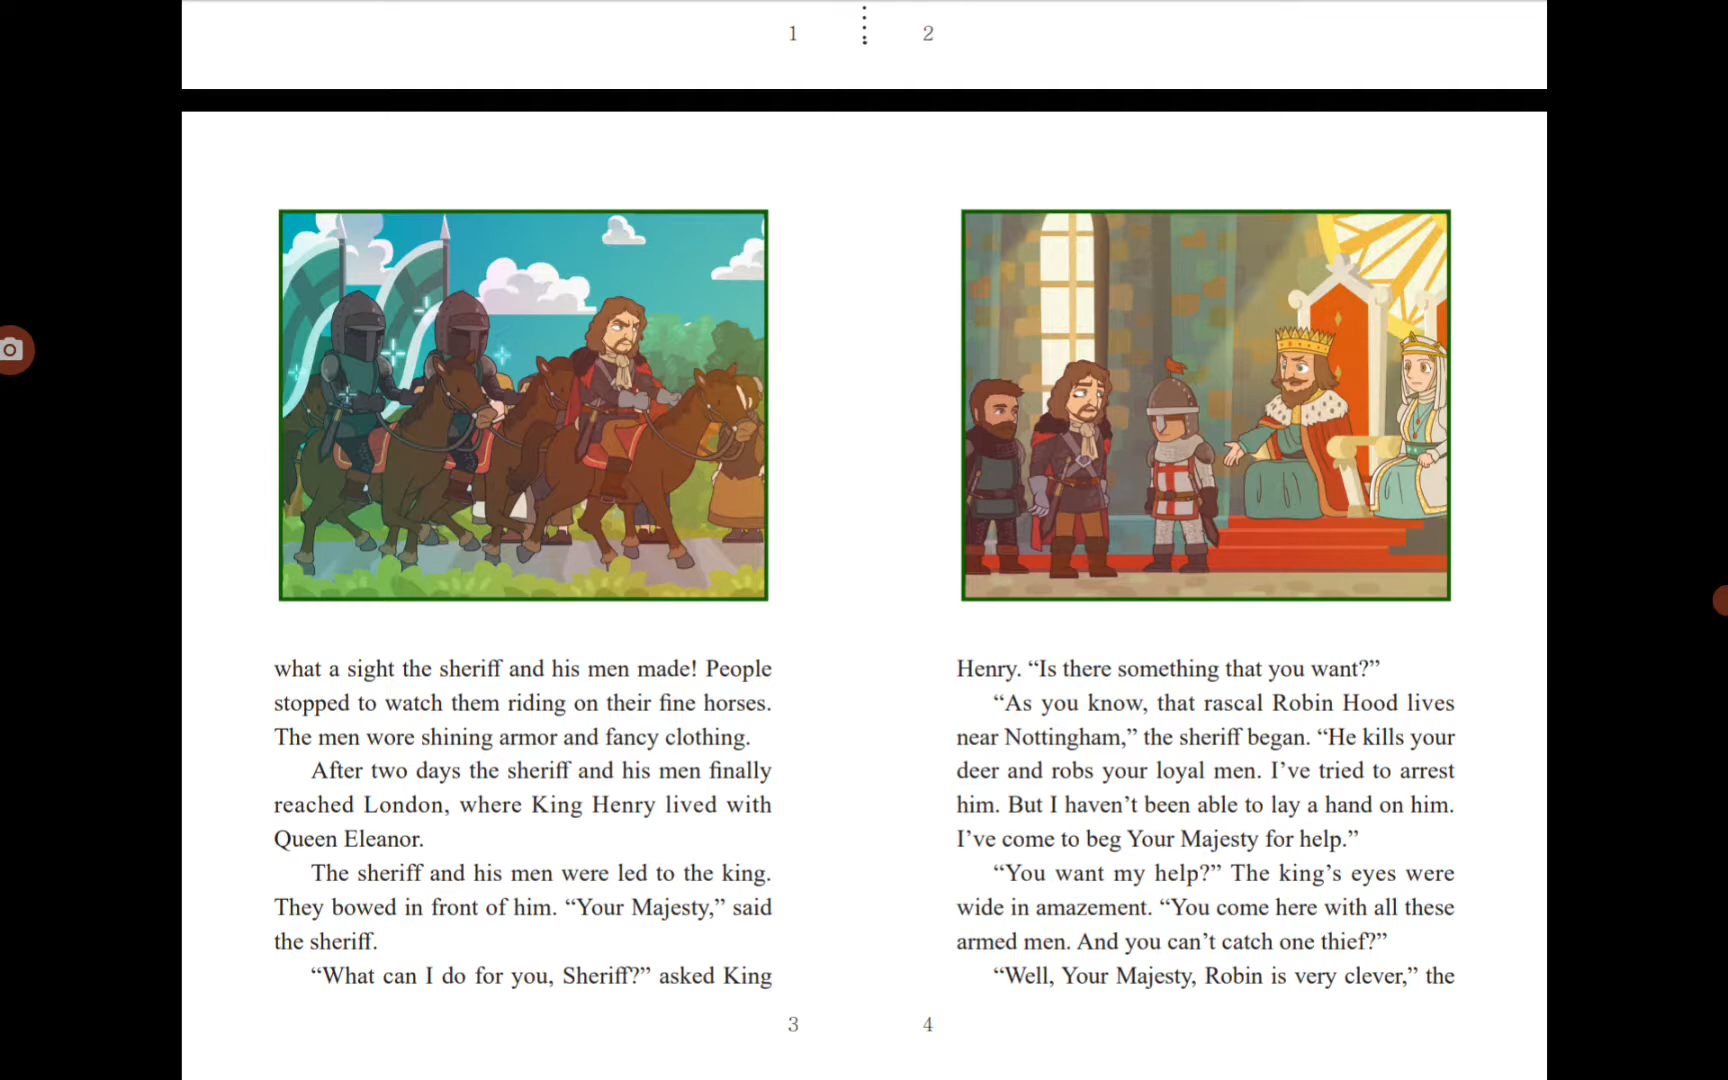 1
2
what a sight the sheriff and his men made! People
stopped to watch them riding on their fine horses.
The men wore shining armor and fancy clothing.
After two days the sheriff and his men finally
reached London, where King Henry lived with
Queen Eleanor.
The sheriff and his men were led to the king.
They bowed in front of him. “Your Majesty,” said
the sheriff.
“What can I do for you, Sheriff?” asked King
3
Henry. “Is there something that you want?”
“As you know, that rascal Robin Hood lives
near Nottingham,” the sheriff began. “He kills your
deer and robs your loyal men. I’ve tried to arrest
him. But I haven’t been able to lay a hand on him.
I’ve come to beg Your Majesty for help.”
“You want my help?” The king’s eyes were
wide in amazement. “You come here with all these
armed men. And you can’t catch one thief?”
“Well, Your Majesty, Robin is very clever,” the
4